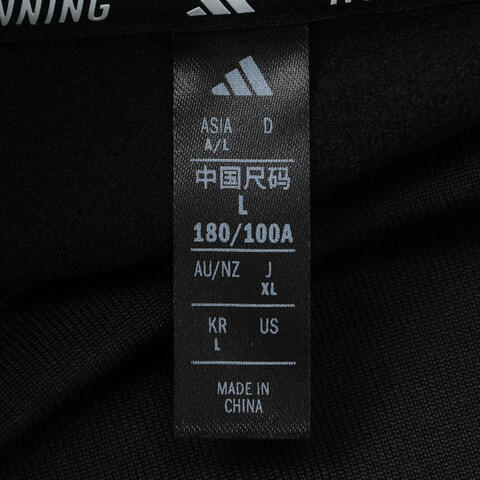 NNING
ASIA D
A/L
中国尺码
L
180/100A
AU/NZ J
XL
KR US
L
MADE IN
CHINA